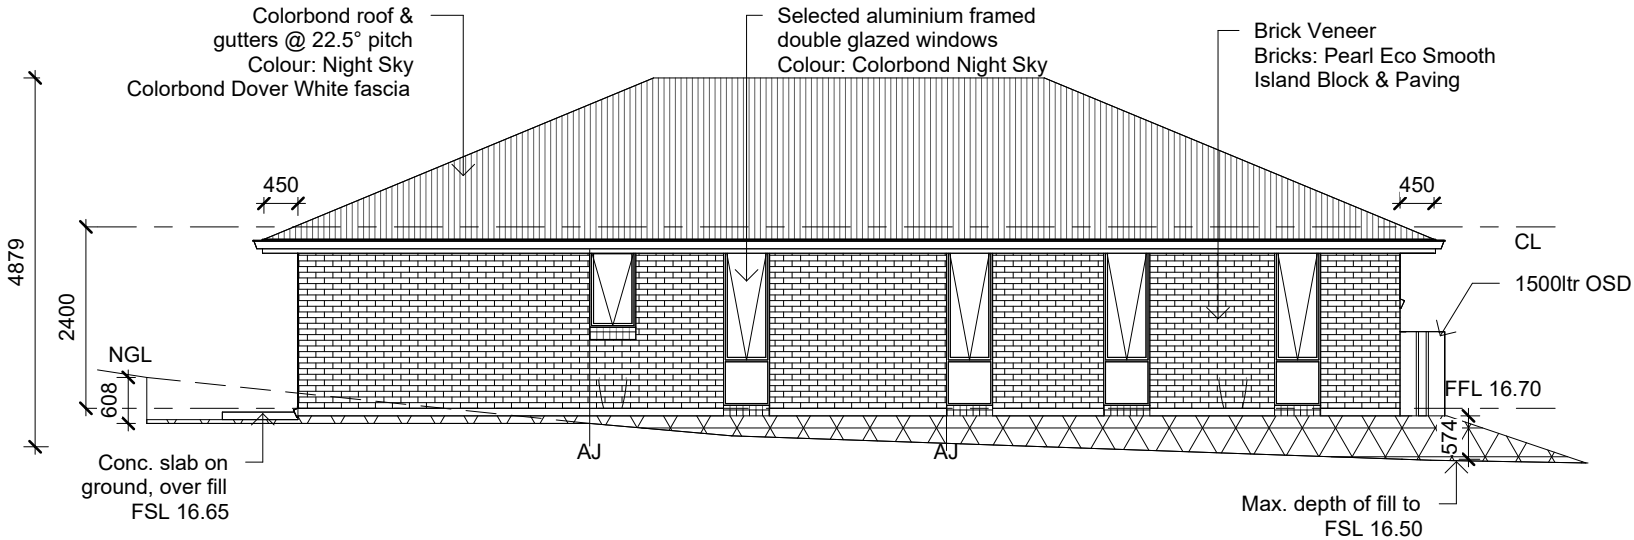 Colorbond roof &
gutters @ 22.5° pitch
Colour: Night Sky
Colorbond Dover White fascia
Selected aluminium framed
double glazed windows
Colour: Colorbond Night Sky
Brick Veneer
Bricks: Pearl Eco Smooth
Island Block & Paving
450
450
CL
4879
2400
1500ltr OSD
NGL
608
FFL 16.70
574
AJ
AJ
Conc. slab on
ground, over fill
FSL 16.65
Max. depth of fill to
FSL 16.50